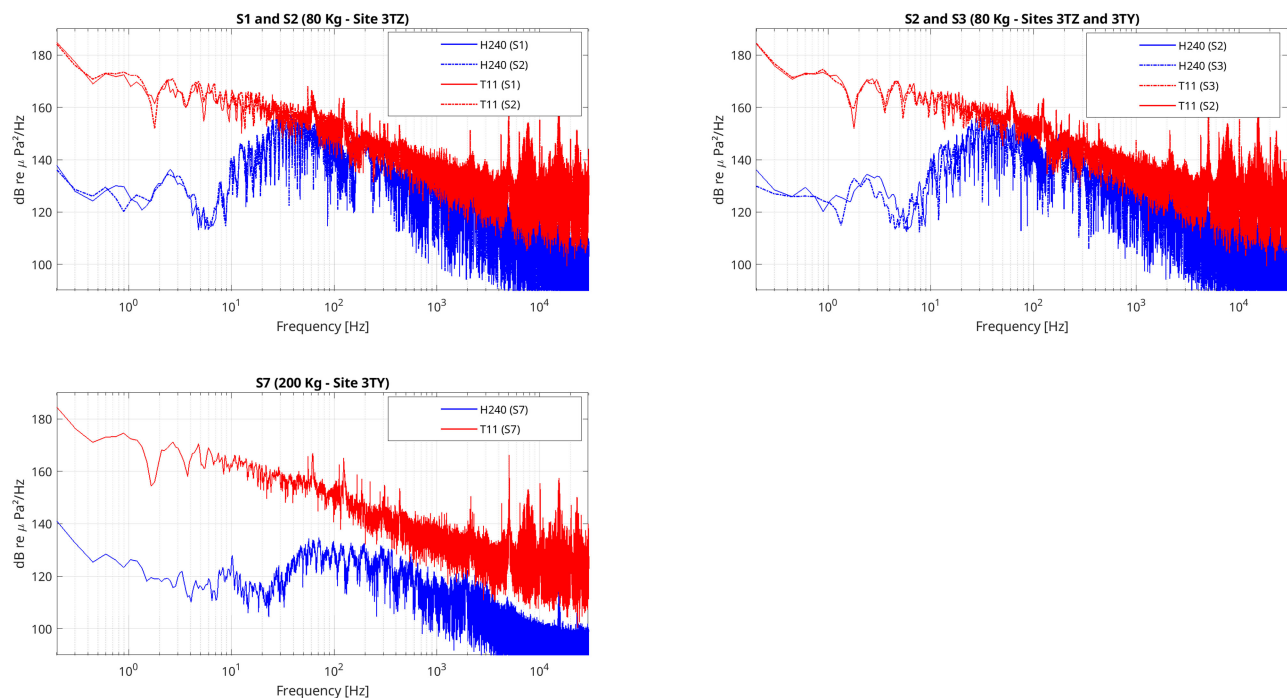 S1 and S2 (80 Kg - Site 3TZ)
dB re μ Pa²/Hz
180
160
140
120
100
H240 (S1)
H240 (S2)
T11 (S1)
T11 (S2)
10⁰ 10¹ 10² 10³ 10⁴
Frequency [Hz]
S2 and S3 (80 Kg - Sites 3TZ and 3TY)
dB re μ Pa²/Hz
180
160
140
120
100
H240 (S2)
H240 (S3)
T11 (S3)
T11 (S2)
10⁰ 10¹ 10² 10³ 10⁴
Frequency [Hz]
S7 (200 Kg - Site 3TY)
dB re μ Pa²/Hz
180
160
140
120
100
H240 (S7)
T11 (S7)
10⁰ 10¹ 10² 10³ 10⁴
Frequency [Hz]